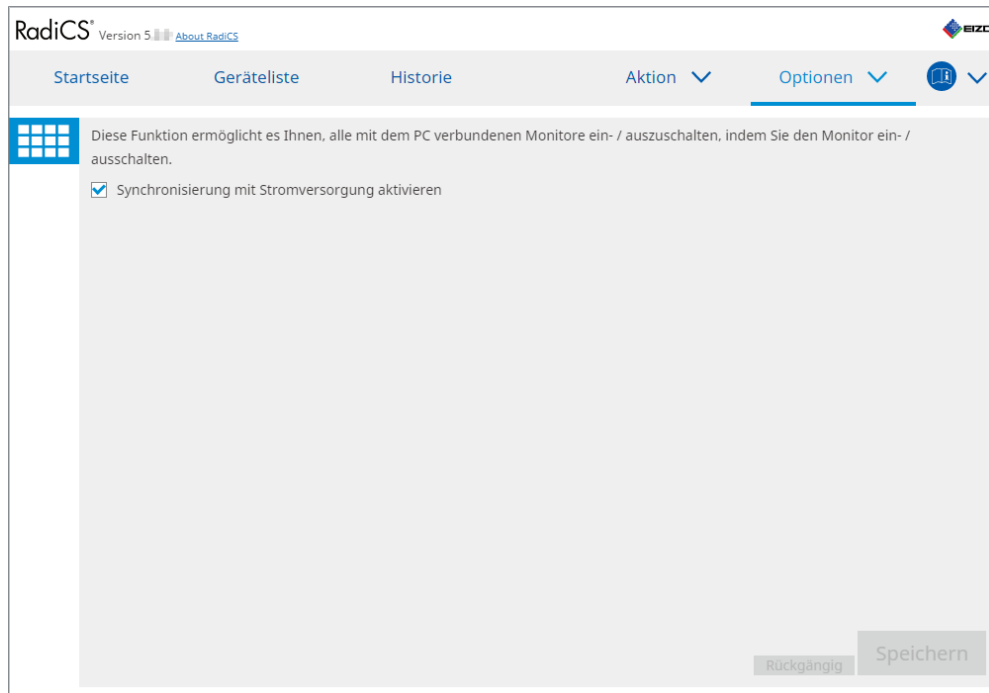 RadiCS® Version 5. About RadiCS
EIZO
Startseite Geräteliste Historie Aktion Optionen
Diese Funktion ermöglicht es Ihnen, alle mit dem PC verbundenen Monitore ein- / auszuschalten, indem Sie den Monitor ein- /
ausschalten.
Synchronisierung mit Stromversorgung aktivieren
Rückgängig Speichern